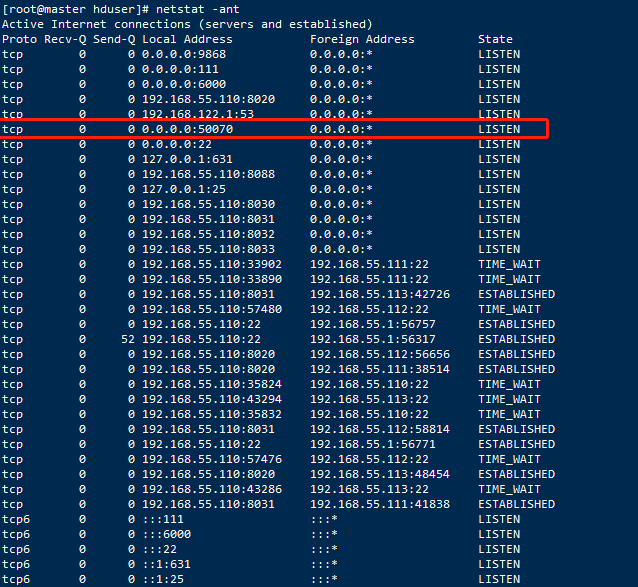 [root@master hduser]# netstat -ant
Active Internet connections (servers and established)
Proto Recv-Q Send-Q Local Address Foreign Address State
tcp 0 0 0.0.0.0:9868 0.0.0.0:* LISTEN
tcp 0 0 0.0.0.0:111 0.0.0.0:* LISTEN
tcp 0 0 0.0.0.0:6000 0.0.0.0:* LISTEN
tcp 0 0 192.168.55.110:8020 0.0.0.0:* LISTEN
tcp 0 0 192.168.122.1:53 0.0.0.0:* LISTEN
tcp 0 0 0.0.0.0:50070 0.0.0.0:* LISTEN
tcp 0 0 0.0.0.0:22 0.0.0.0:* LISTEN
tcp 0 0 127.0.0.1:631 0.0.0.0:* LISTEN
tcp 0 0 192.168.55.110:8088 0.0.0.0:* LISTEN
tcp 0 0 127.0.0.1:25 0.0.0.0:* LISTEN
tcp 0 0 192.168.55.110:8030 0.0.0.0:* LISTEN
tcp 0 0 192.168.55.110:8031 0.0.0.0:* LISTEN
tcp 0 0 192.168.55.110:8032 0.0.0.0:* LISTEN
tcp 0 0 192.168.55.110:8033 0.0.0.0:* LISTEN
tcp 0 0 192.168.55.110:33902 192.168.55.111:22 TIME_WAIT
tcp 0 0 192.168.55.110:33890 192.168.55.111:22 TIME_WAIT
tcp 0 0 192.168.55.110:8031 192.168.55.113:42726 ESTABLISHED
tcp 0 0 192.168.55.110:57480 192.168.55.112:22 TIME_WAIT
tcp 0 0 192.168.55.110:22 192.168.55.1:56757 ESTABLISHED
tcp 0 52 192.168.55.110:22 192.168.55.1:56317 ESTABLISHED
tcp 0 0 192.168.55.110:8020 192.168.55.112:56656 ESTABLISHED
tcp 0 0 192.168.55.110:8020 192.168.55.111:38514 ESTABLISHED
tcp 0 0 192.168.55.110:35824 192.168.55.110:22 TIME_WAIT
tcp 0 0 192.168.55.110:43294 192.168.55.113:22 TIME_WAIT
tcp 0 0 192.168.55.110:35832 192.168.55.110:22 TIME_WAIT
tcp 0 0 192.168.55.110:8031 192.168.55.112:58814 ESTABLISHED
tcp 0 0 192.168.55.110:22 192.168.55.1:56771 ESTABLISHED
tcp 0 0 192.168.55.110:57476 192.168.55.112:22 TIME_WAIT
tcp 0 0 192.168.55.110:8020 192.168.55.113:48454 ESTABLISHED
tcp 0 0 192.168.55.110:43286 192.168.55.113:22 TIME_WAIT
tcp 0 0 192.168.55.110:8031 192.168.55.111:41838 ESTABLISHED
tcp6 0 0 :::111 :::* LISTEN
tcp6 0 0 :::6000 :::* LISTEN
tcp6 0 0 :::22 :::* LISTEN
tcp6 0 0 ::1:631 :::* LISTEN
tcp6 0 0 ::1:25 :::* LISTEN